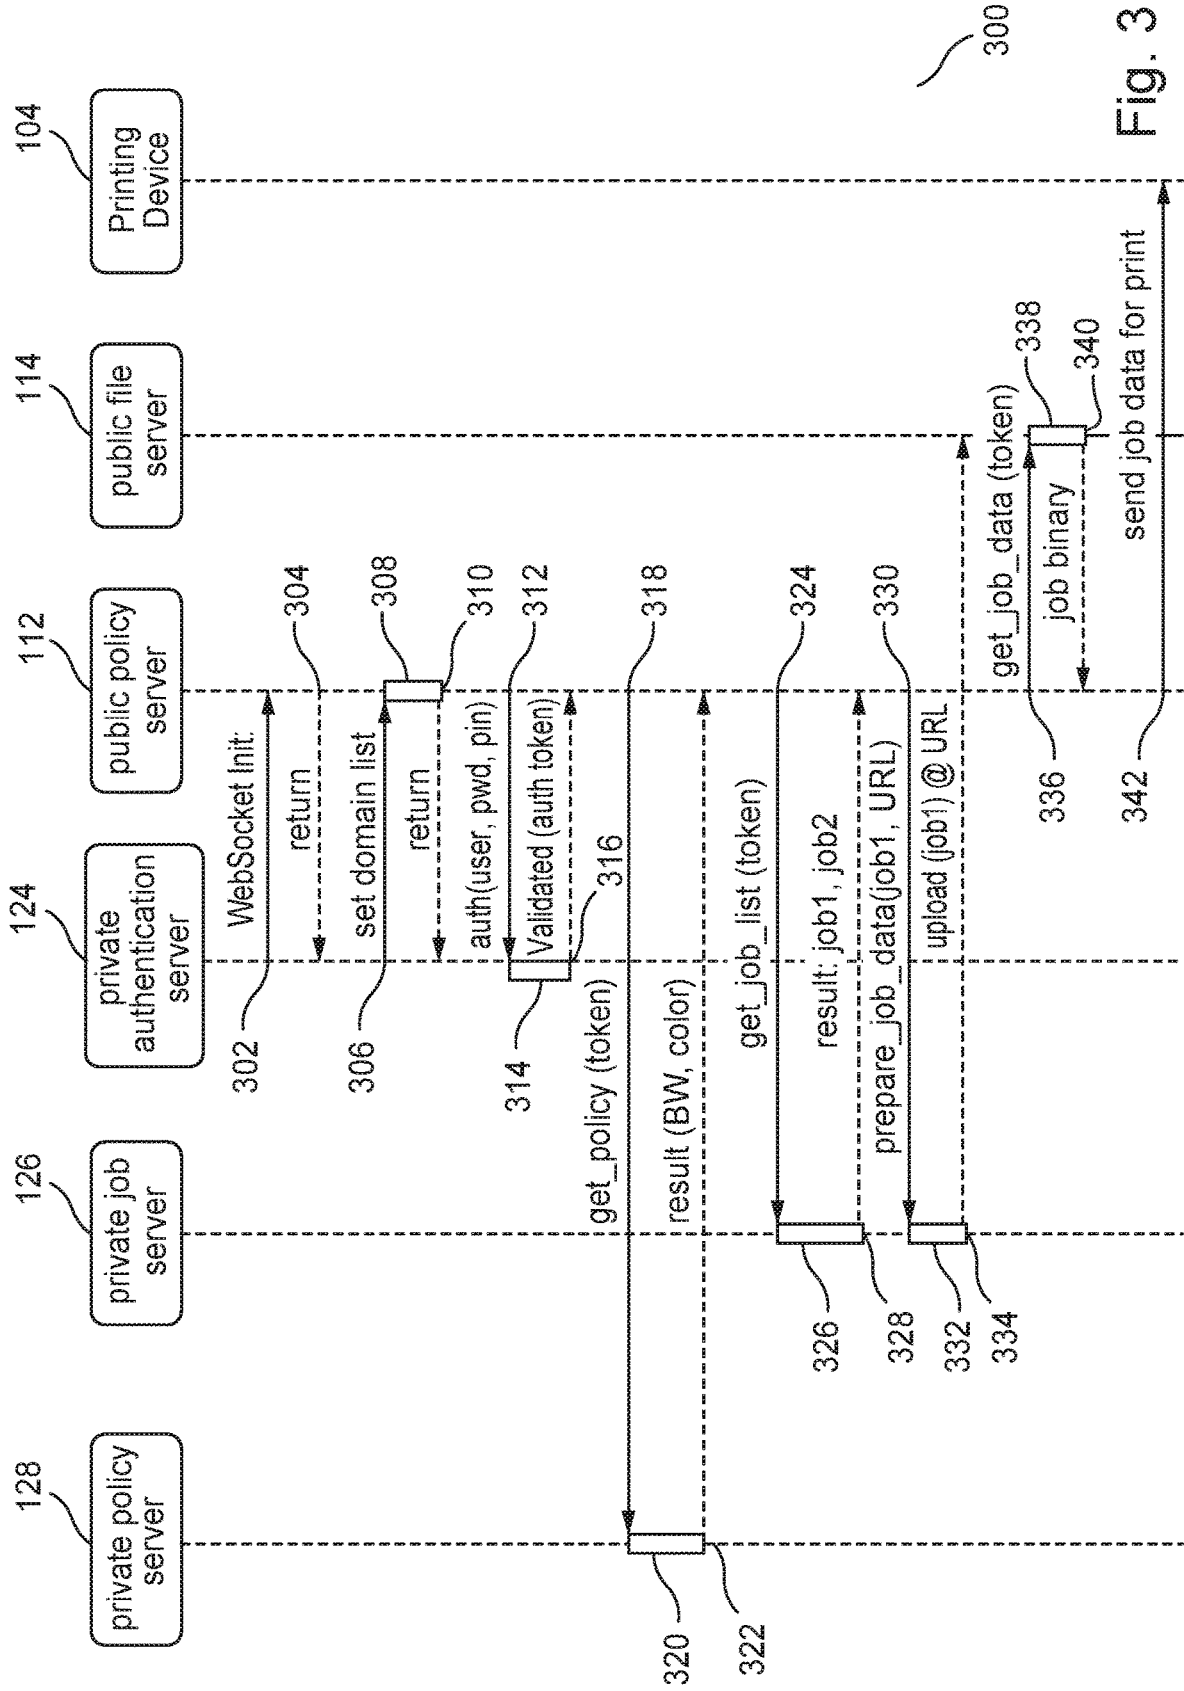 128
126
124
112
114
104
private policy
server
private job
server
private
authentication
server
public policy
server
public file
server
Printing
Device
302
WebSocket Init:
return
304
306
set domain list
308
return
310
auth(user, pwd, pin)
312
314
Validated (auth token)
316
get_policy (token)
318
320
result (BW, color)
322
get_job_list (token)
324
326
result: job1, job2
328
prepare_job_data(job1, URL)
330
332
upload (job1) @ URL
334
336
get_job_data (token)
338
job binary
340
342
send job data for print
300
Fig. 3